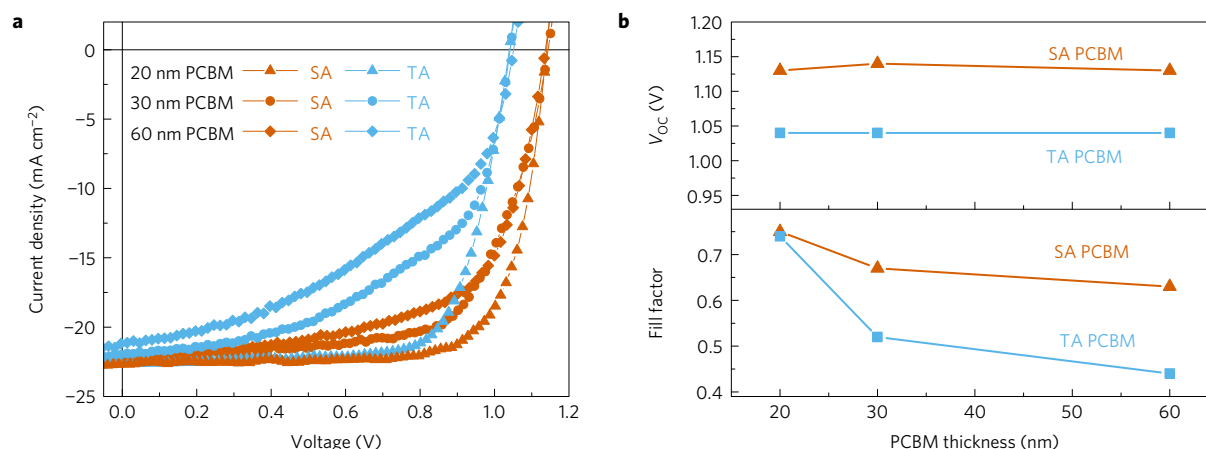 a
Current density (mA cm⁻²)
0
−5
−10
−15
−20
−25
20 nm PCBM SA TA
30 nm PCBM SA TA
60 nm PCBM SA TA
0.0 0.2 0.4 0.6 0.8 1.0 1.2
Voltage (V)
b
V_OC (V)
1.20
1.15
1.05
1.00
0.95
SA PCBM
TA PCBM
Fill factor
0.7
0.6
0.5
0.4
SA PCBM
TA PCBM
20 30 40 50 60
PCBM thickness (nm)